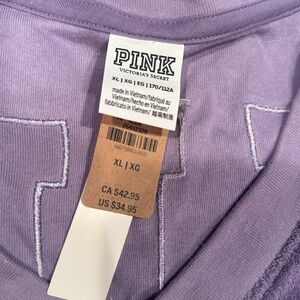 PINK
VICTORIA'S SECRET
XL | XG | EG | 170/112A
made in Vietnam/fabriqué au
Vietnam/hecho en Vietnam/
fabricado in Vietnam/ 越南制造
XL | XG
CA $42.95
US $34.95